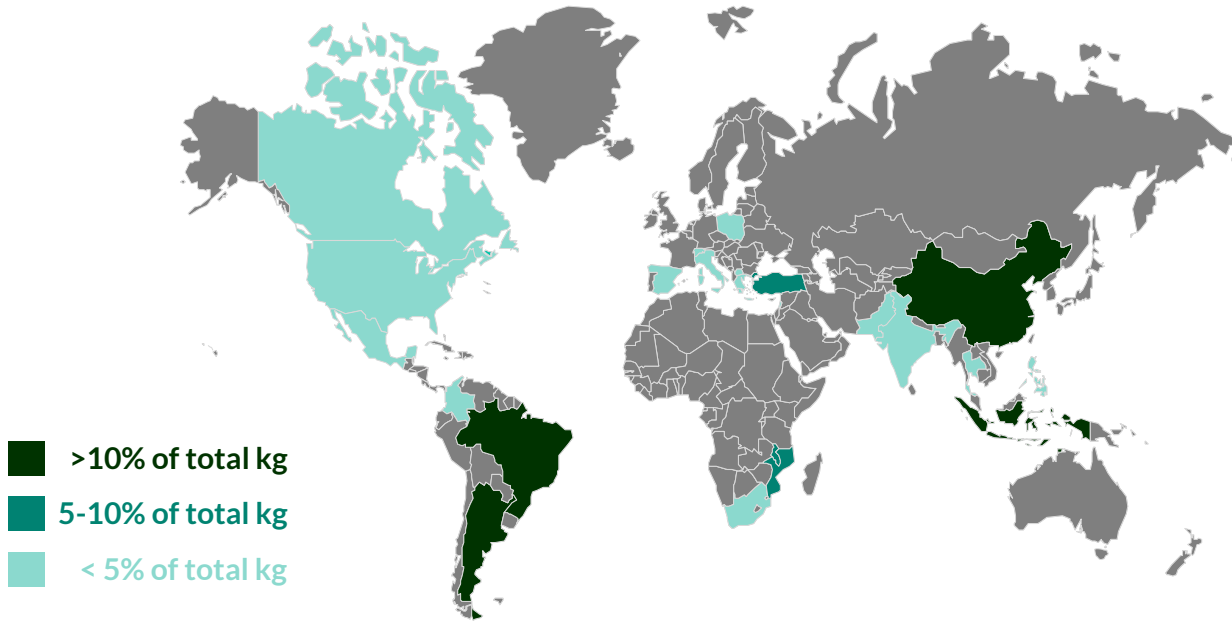 >10% of total kg
5-10% of total kg
< 5% of total kg